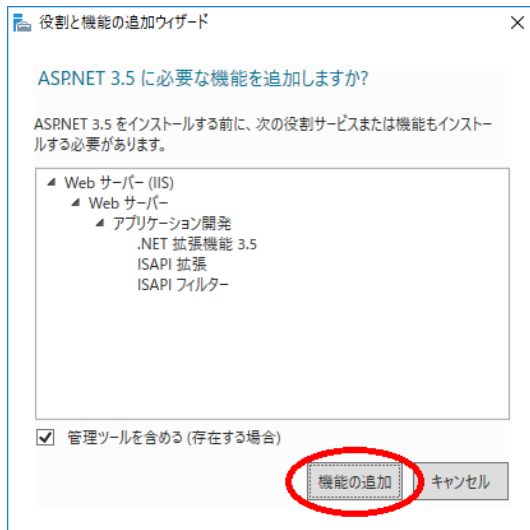 役割と機能の追加ウィザード
ASP.NET 3.5 に必要な機能を追加しますか?
ASP.NET 3.5 をインストールする前に、次の役割サービスまたは機能もインストー
ルする必要があります。
Web サーバー (IIS)
Web サーバー
アプリケーション開発
.NET 拡張機能 3.5
ISAPI 拡張
ISAPI フィルター
管理ツールを含める (存在する場合)
機能の追加 キャンセル